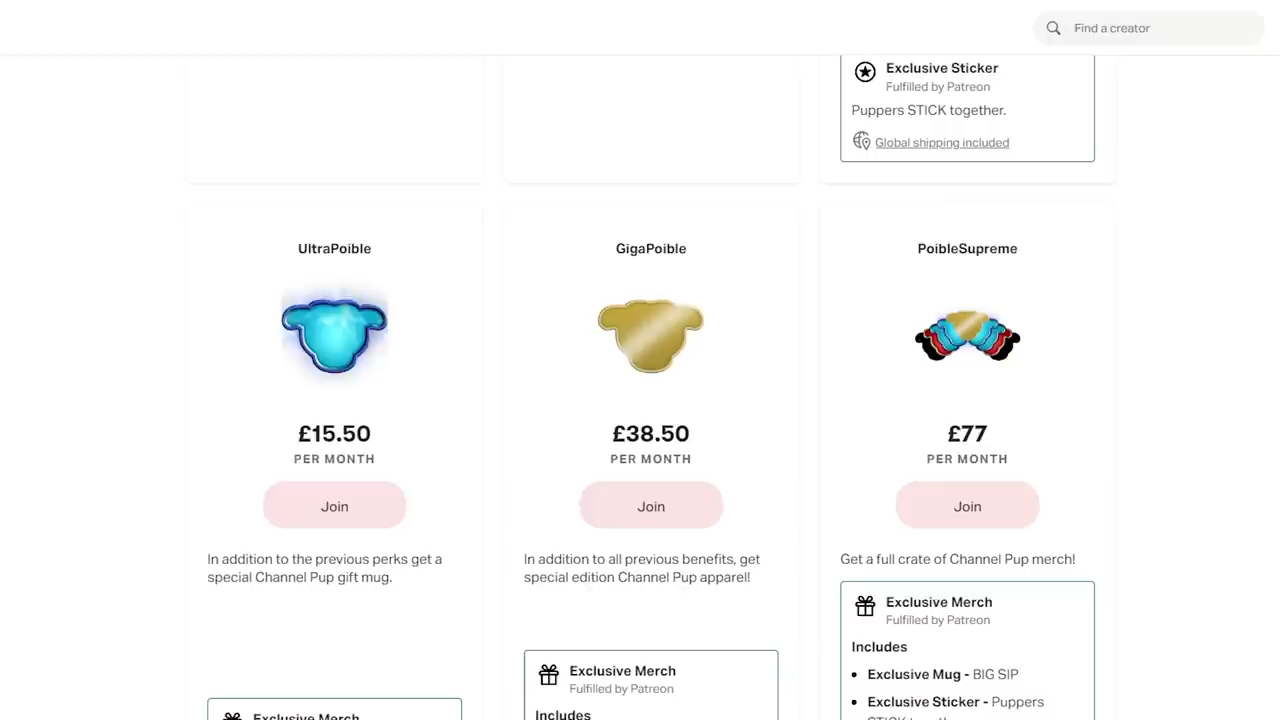 Find a creator
Exclusive Sticker
Fulfilled by Patreon
Puppers STICK together.
Global shipping included
UltraPoible
£15.50
PER MONTH
Join
In addition to the previous perks get a
special Channel Pup gift mug.
Exclusive Merch
GigaPoible
£38.50
PER MONTH
Join
In addition to all previous benefits, get
special edition Channel Pup apparel!
Exclusive Merch
Fulfilled by Patreon
Includes
PoibleSupreme
£77
PER MONTH
Join
Get a full crate of Channel Pup merch!
Exclusive Merch
Fulfilled by Patreon
Includes
• Exclusive Mug - BIG SIP
• Exclusive Sticker - Puppers
STICK together.